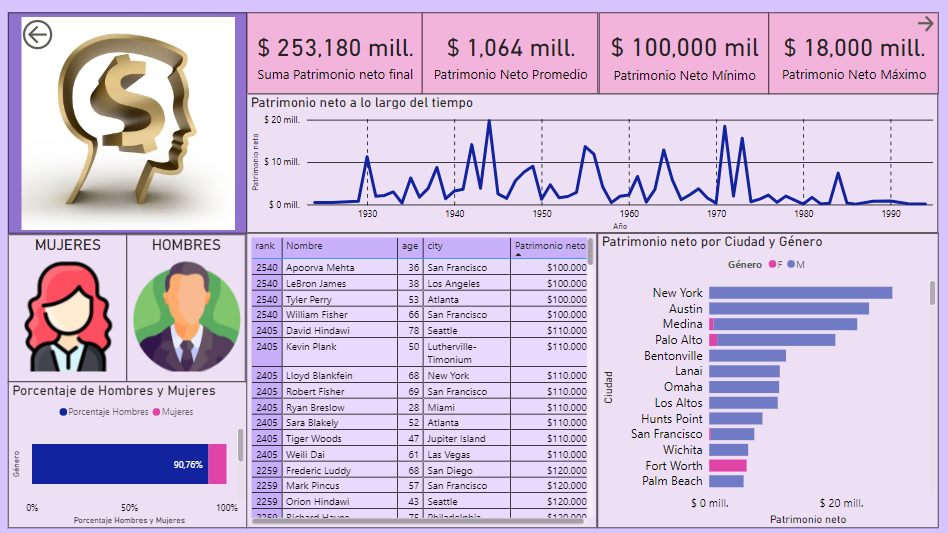 $ 253,180 mill.
Suma Patrimonio neto final
$ 1,064 mill.
Patrimonio Neto Promedio
$ 100,000 mil
Patrimonio Neto Mínimo
$ 18,000 mill.
Patrimonio Neto Máximo
Patrimonio neto a lo largo del tiempo
Patrimonio neto
$ 20 mill.
$ 10 mill.
$ 0 mill.
1930 1940 1950 1960 1970 1980 1990
Año
MUJERES
HOMBRES
Porcentaje de Hombres y Mujeres
Porcentaje Hombres Mujeres
Género
90,76%
0% 50% 100%
Porcentaje Hombres y Mujeres
rank Nombre age city Patrimonio neto
2540 Apoorva Mehta 36 San Francisco $100.000
2540 LeBron James 38 Los Angeles $100.000
2540 Tyler Perry 53 Atlanta $100.000
2540 William Fisher 66 San Francisco $100.000
2405 David Hindawi 78 Seattle $110.000
2405 Kevin Plank 50 Lutherville- $110.000
Timonium
2405 Lloyd Blankfein 68 New York $110.000
2405 Robert Fisher 69 San Francisco $110.000
2405 Ryan Breslow 28 Miami $110.000
2405 Sara Blakely 52 Atlanta $110.000
2405 Tiger Woods 47 Jupiter Island $110.000
2405 Weili Dai 61 Las Vegas $110.000
2259 Frederic Luddy 68 San Diego $120.000
2259 Mark Pincus 57 San Francisco $120.000
2259 Orion Hindawi 43 Seattle $120.000
2259 Richard Hayne 75 Philadelphia $120.000
Patrimonio neto por Ciudad y Género
Género F M
Ciudad
New York
Austin
Medina
Palo Alto
Bentonville
Lanai
Omaha
Los Altos
Hunts Point
San Francisco
Wichita
Fort Worth
Palm Beach
$ 0 mill. $ 20 mill.
Patrimonio neto